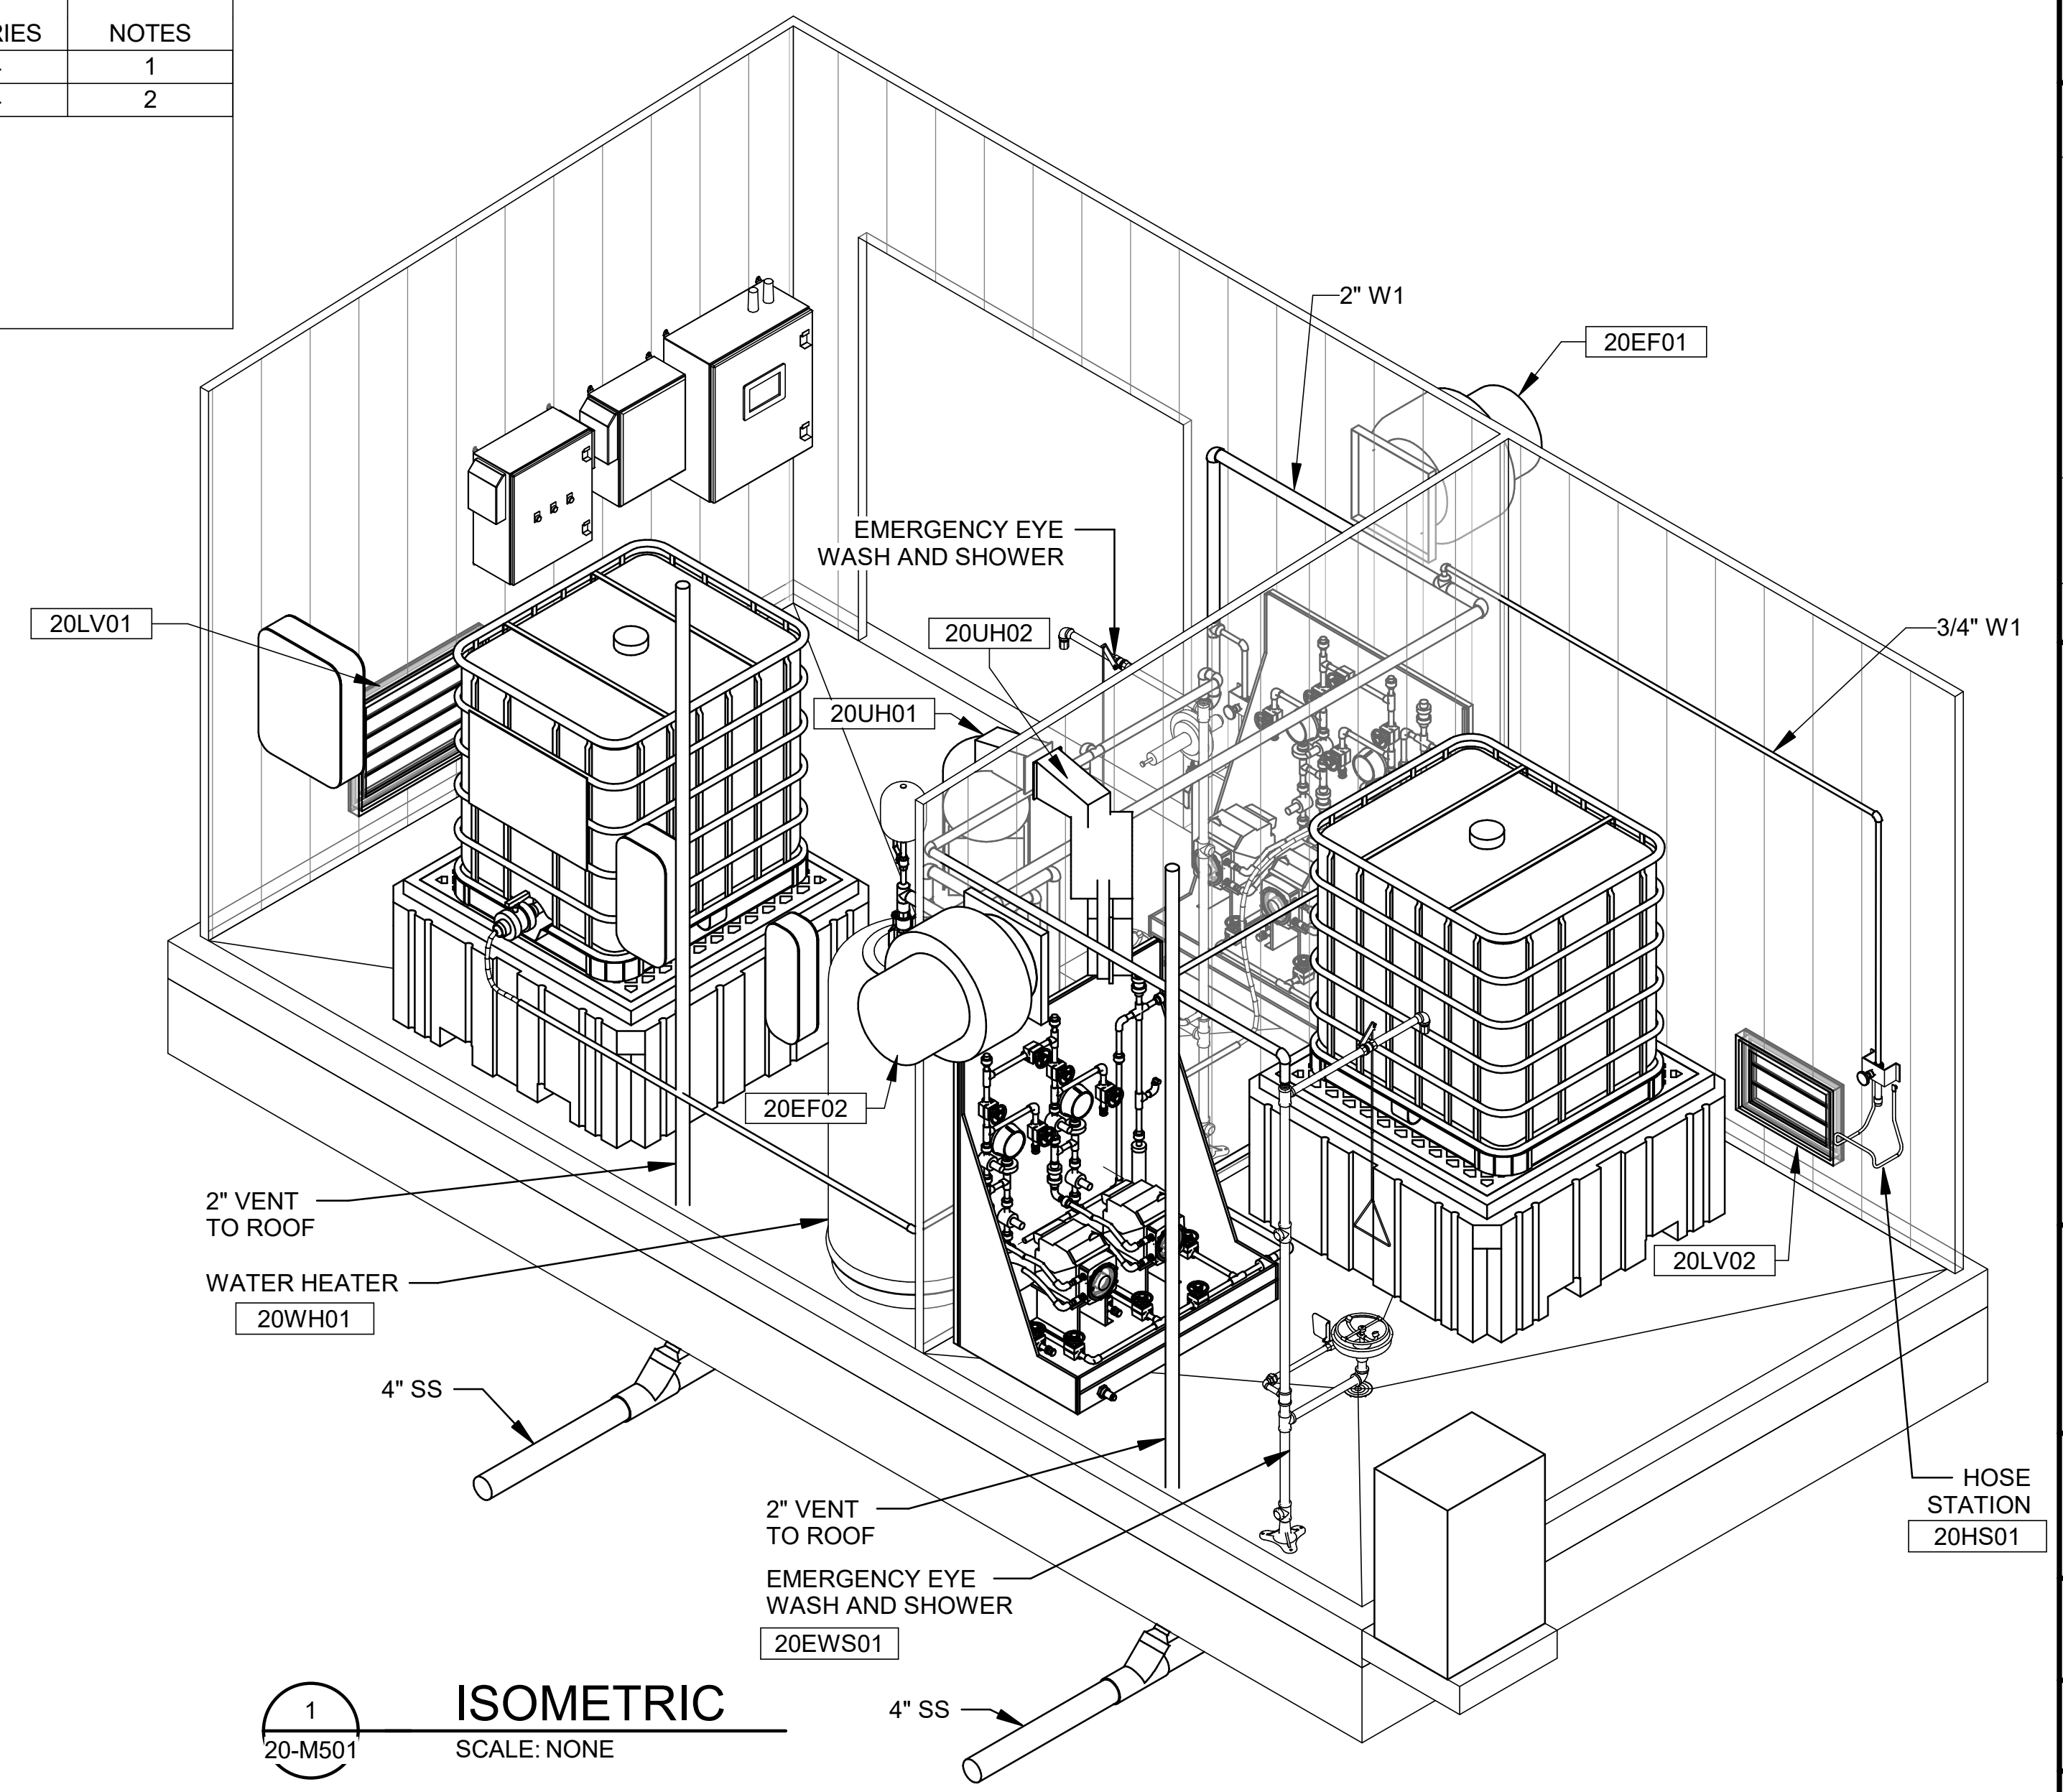 NOTES
1
2
2" W1
20EF01
EMERGENCY EYE
WASH AND SHOWER
20LV01
20UH02
3/4" W1
20UH01
20EF02
2" VENT
TO ROOF
20LV02
WATER HEATER
20WH01
4" SS
HOSE
STATION
20HS01
2" VENT
TO ROOF
EMERGENCY EYE
WASH AND SHOWER
20EWS01
1
20-M501
ISOMETRIC
SCALE: NONE
4" SS